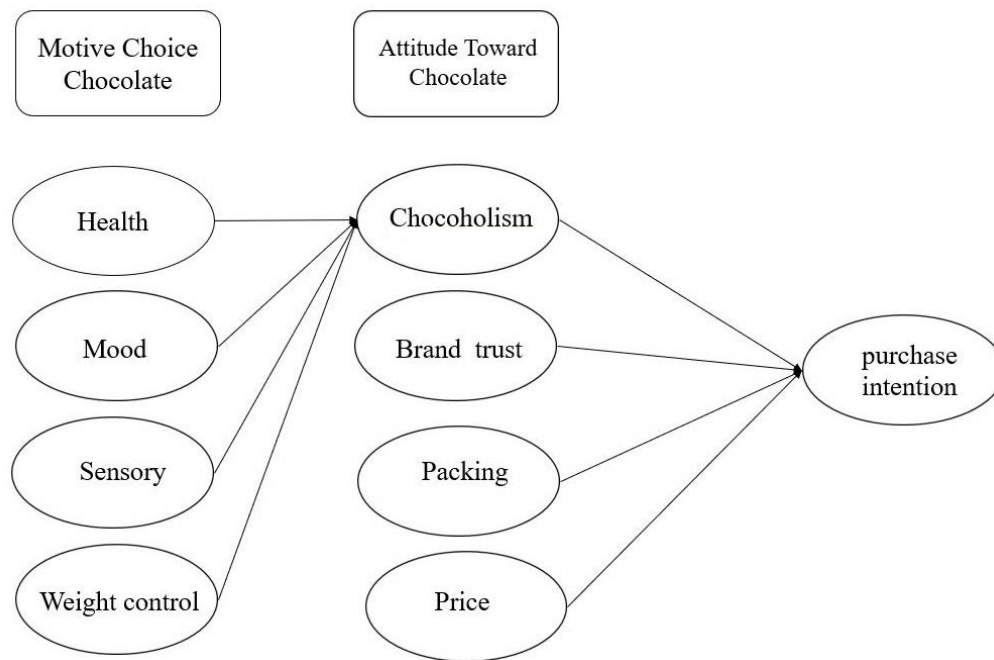 Motive Choice
Chocolate
Attitude Toward
Chocolate
Health
Chocoholism
Mood
Brand trust
purchase
intention
Sensory
Packing
Weight control
Price